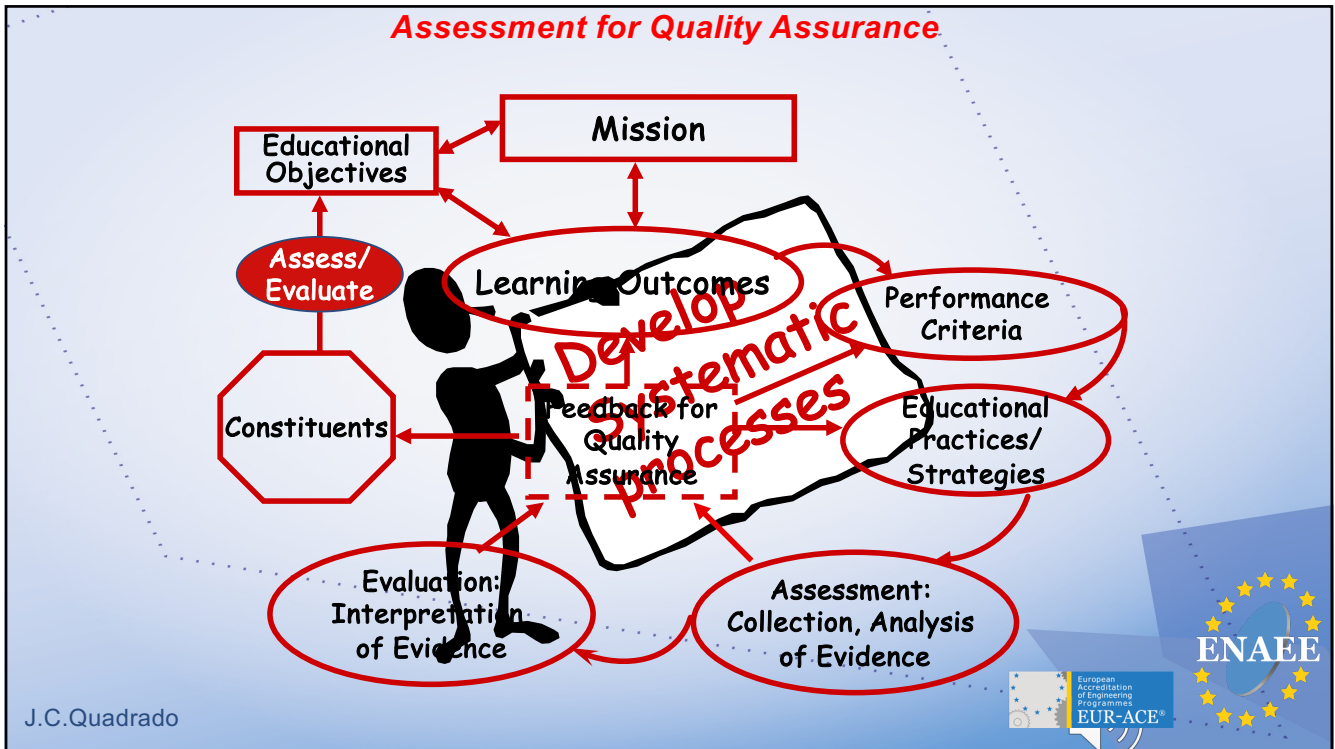 Assessment for Quality Assurance
Mission
Educational
Objectives
Assess/
Evaluate
Learning Outcomes
Performance
Criteria
Develop
Systematic
processes
Constituents
Feedback for
Quality
Assurance
Educational
Practices/
Strategies
Evaluation:
Interpretation
of Evidence
Assessment:
Collection, Analysis
of Evidence
ENAEE
European
Accreditation
of Engineering
Programmes
EUR-ACE®
J.C.Quadrado